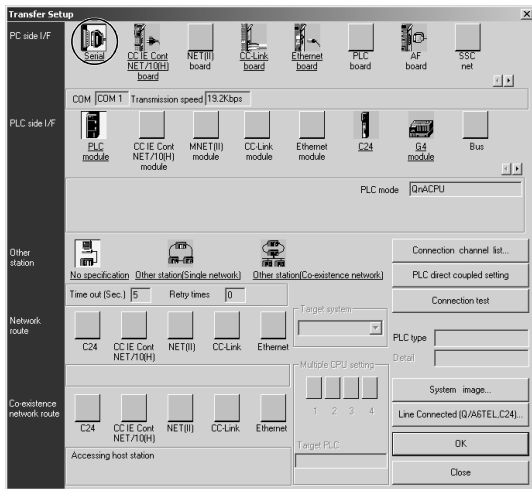 Transfer Setup
PC side I/F
Serial
CC IE Cont NET/10(H) board
NET(II) board
CC-Link board
Ethernet board
PLC board
AF board
SSC net
COM COM 1 Transmission speed 19.2Kbps
PLC side I/F
PLC module
CC IE Cont NET/10(H) module
MNET(II) module
CC-Link module
Ethernet module
C24
G4 module
Bus
PLC mode QnACPU
Other station
No specification
Other station(Single network)
Other station(Co-existence network)
Time out (Sec.) 5 Retry times 0
Connection channel list...
PLC direct coupled setting
Connection test
Network route
C24
CC IE Cont NET/10(H)
NET(II)
CC-Link
Ethernet
Target system
PLC type
Detail
Multiple CPU setting
1 2 3 4
Target PLC
System image...
Line Connected (Q/A6TEL,C24)...
OK
Close
Co-existence network route
C24
CC IE Cont NET/10(H)
NET(II)
CC-Link
Ethernet
Accessing host station